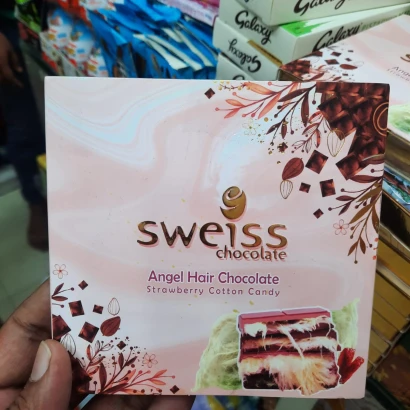 Galaxy
Galaxy
Galaxy
sweiss
chocolate
Angel Hair Chocolate
Strawberry Cotton Candy